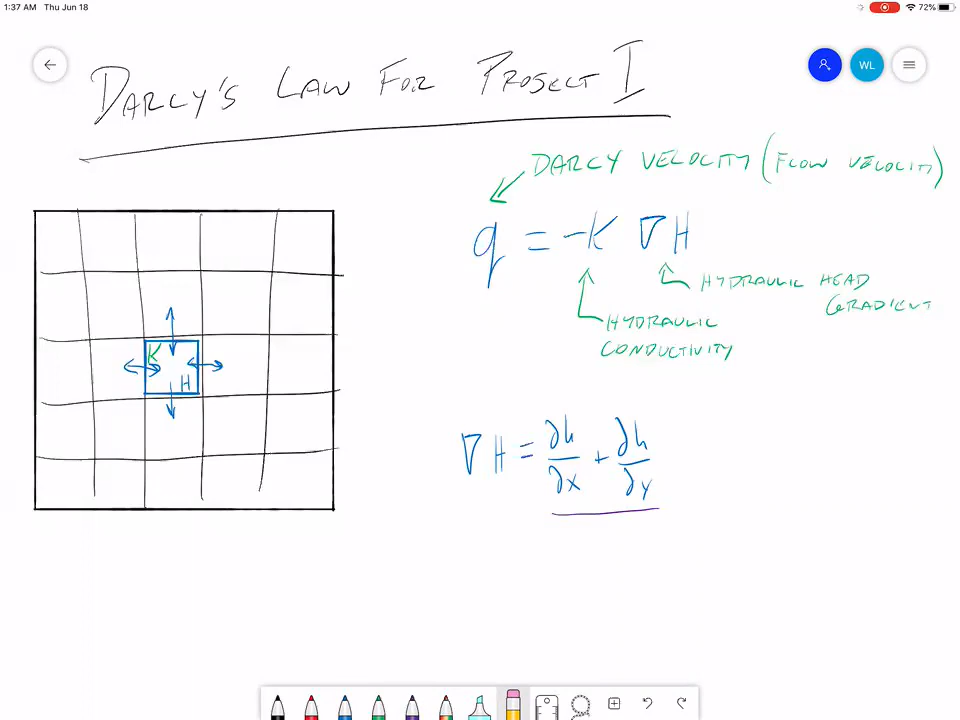 1:37 AM Thu Jun 18
72%
WL
DARCY'S LAW FOR PROJECT I
DARCY VELOCITY (FLOW VELOCITY)
q = -K ∇H
HYDRAULIC HEAD
GRADIENT
HYDRAULIC
CONDUCTIVITY
K
H
∇H = ∂h/∂x + ∂h/∂y